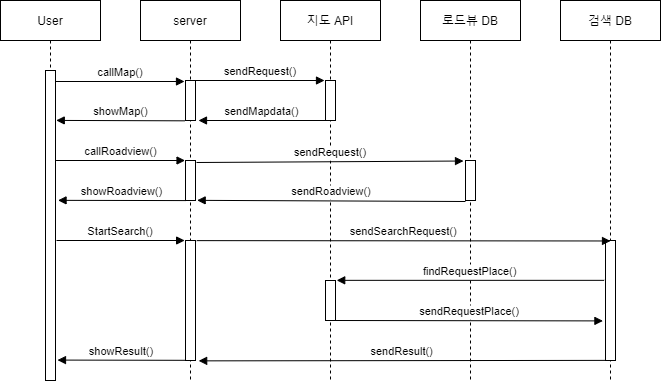 User
server
지도 API
로드뷰 DB
검색 DB
callMap()
sendRequest()
showMap()
sendMapdata()
callRoadview()
sendRequest()
showRoadview()
sendRoadview()
StartSearch()
sendSearchRequest()
findRequestPlace()
sendRequestPlace()
showResult()
sendResult()